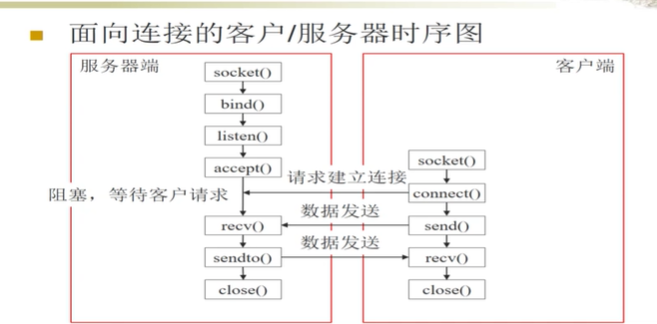 面向连接的客户/服务器时序图
服务器端
客户端
socket()
bind()
listen()
accept()
socket()
请求建立连接
connect()
阻塞，等待客户请求
数据发送
recv()
send()
数据发送
sendto()
recv()
close()
close()